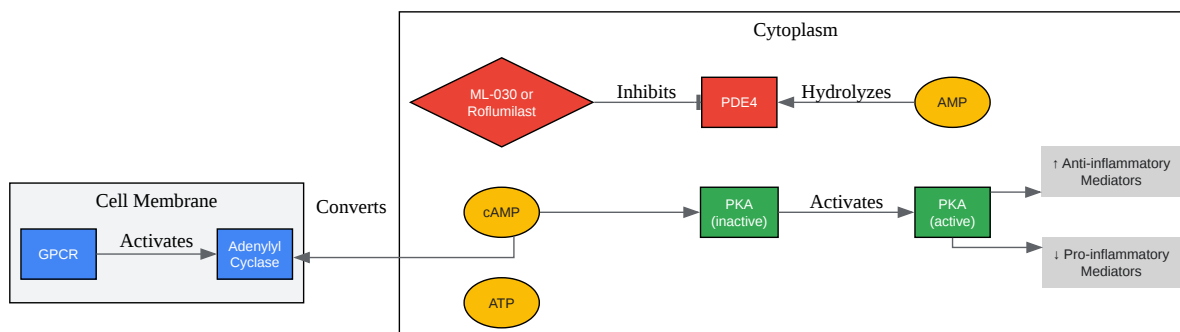 Cytoplasm
ML-030 or
Roflumilast
Inhibits
PDE4
Hydrolyzes
AMP
↑ Anti-inflammatory
Mediators
Cell Membrane
Converts
cAMP
PKA
(inactive)
Activates
PKA
(active)
GPCR
Activates
Adenylyl
Cyclase
↓ Pro-inflammatory
Mediators
ATP